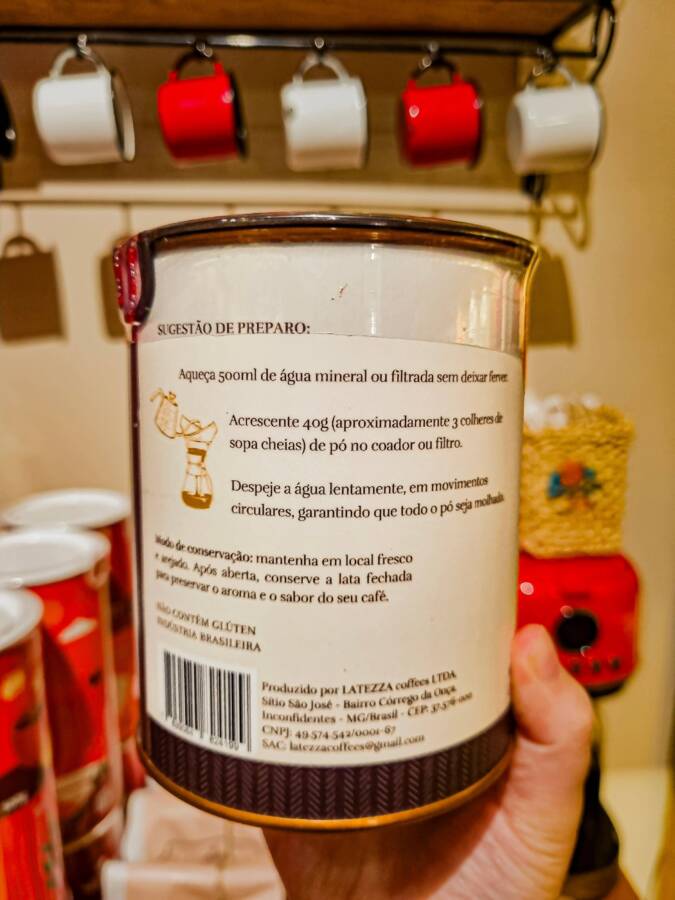 SUGESTÃO DE PREPARO:
Aqueça 500ml de água mineral ou filtrada sem deixar ferver.
Acrescente 40g (aproximadamente 3 colheres de
sopa cheias) de pó no coador ou filtro.
Despeje a água lentamente, em movimentos
circulares, garantindo que todo o pó seja molhado.
Modo de conservação: mantenha em local fresco
e arejado. Após aberta, conserve a lata fechada
para preservar o aroma e o sabor do seu café.
NÃO CONTÉM GLÚTEN
INDÚSTRIA BRASILEIRA
Produzido por LATEZZA coffees LTDA
Sítio São José - Bairro Córrego da Onça,
Inconfidentes - MG/Brasil - CEP: 37.576-000
CNPJ: 49.574.542/0001-67
SAC: latezzacoffees@gmail.com